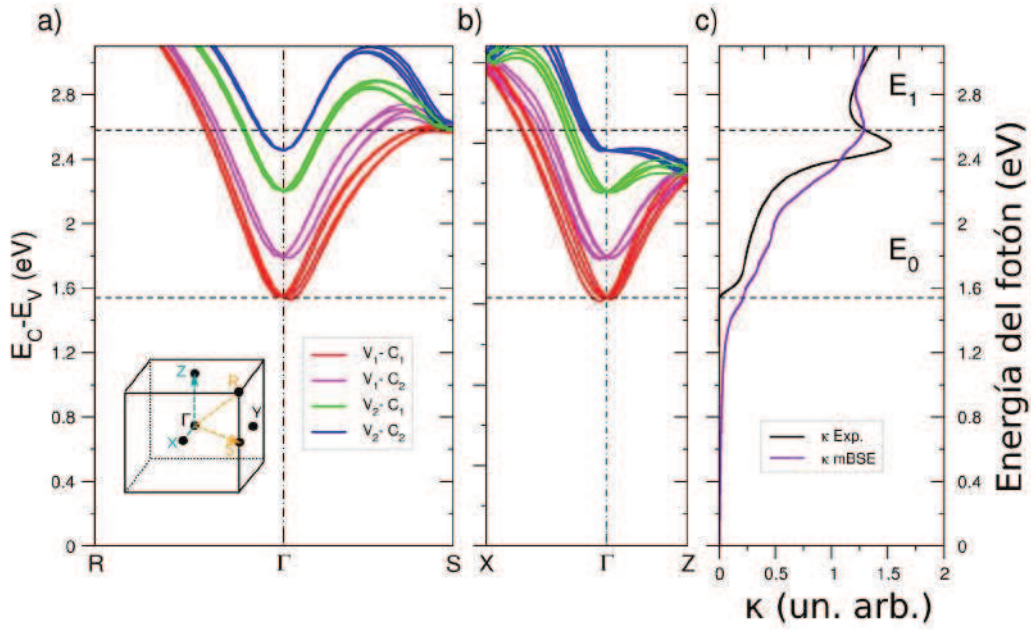 a)
b)
c)
E_C-E_V (eV)
2.8
2.4
2
1.6
1.2
0.8
0.4
0
R
Γ
S
V_1- C_1
V_1- C_2
V_2- C_1
V_2- C_2
Z
R
Γ
Y
X
S
X
Γ
Z
E_1
E_0
κ Exp.
κ mBSE
0
0.5
1
1.5
2
κ (un. arb.)
2.8
2.4
2
1.6
1.2
0.8
0.4
0
Energía del fotón (eV)